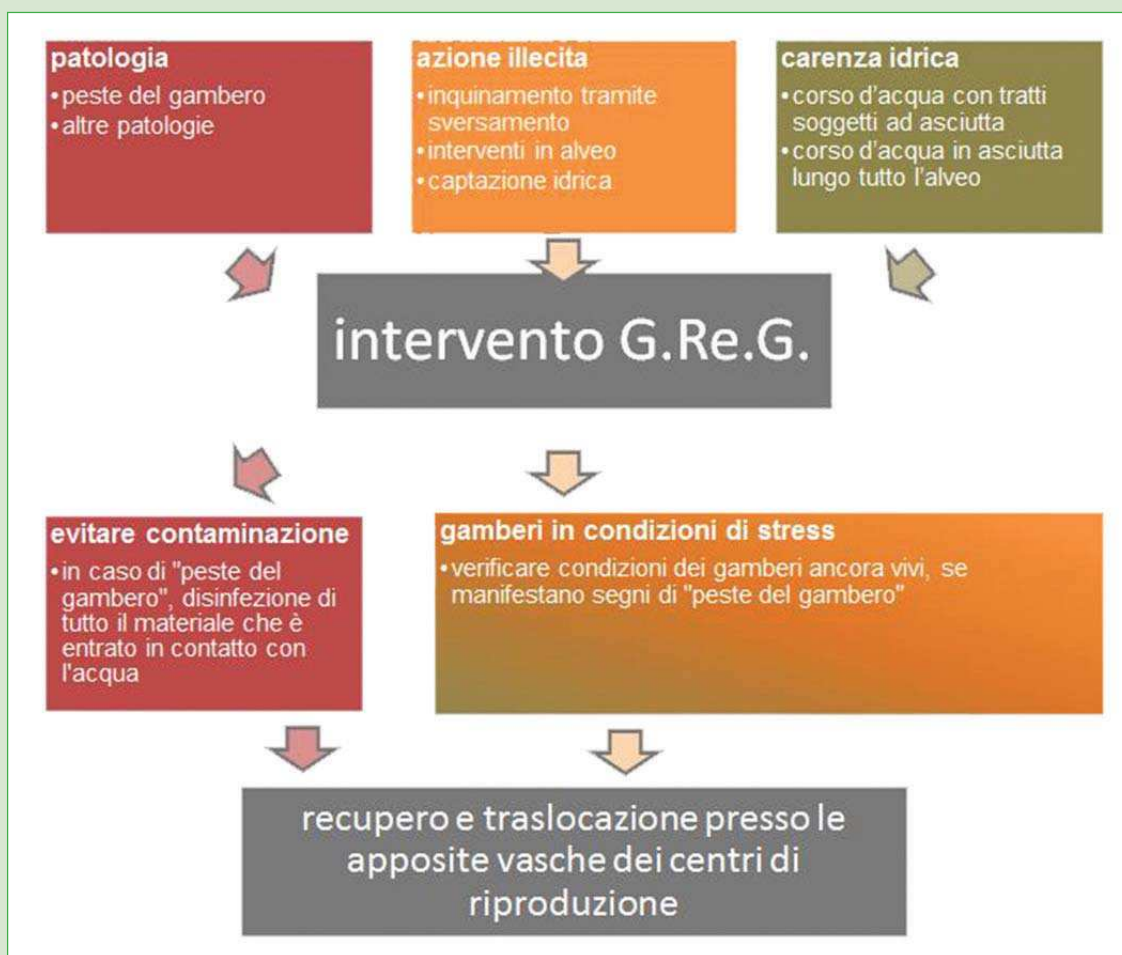 patologia
•peste del gambero
•altre patologie
azione illecita
•inquinamento tramite
sversamento
•interventi in alveo
•captazione idrica
carenza idrica
•corso d'acqua con tratti
soggetti ad asciutta
•corso d'acqua in asciutta
lungo tutto l'alveo
intervento G.Re.G.
evitare contaminazione
•in caso di "peste del
gambero", disinfezione di
tutto il materiale che è
entrato in contatto con
l'acqua
gamberi in condizioni di stress
•verificare condizioni dei gamberi ancora vivi, se
manifestano segni di "peste del gambero"
recupero e traslocazione presso le
apposite vasche dei centri di
riproduzione